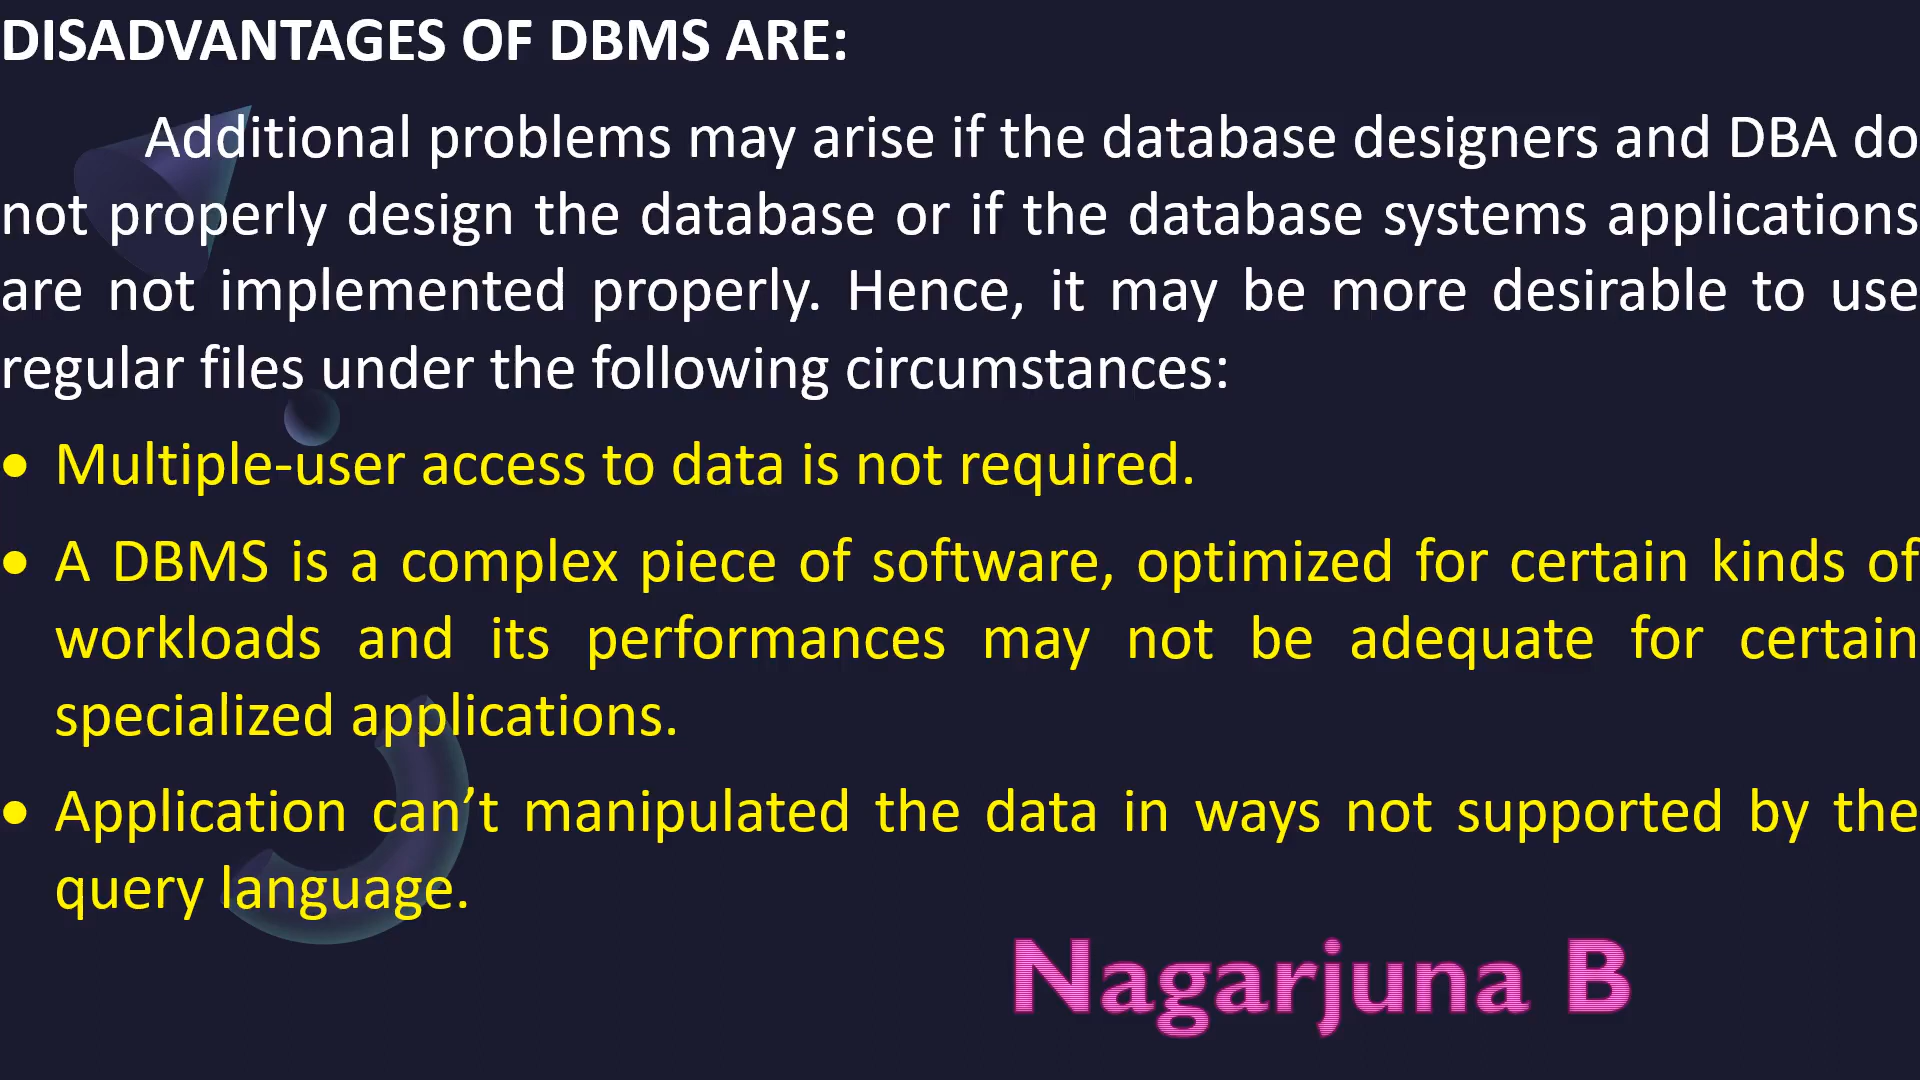 DISADVANTAGES OF DBMS ARE:
Additional problems may arise if the database designers and DBA do
not properly design the database or if the database systems applications
are not implemented properly. Hence, it may be more desirable to use
regular files under the following circumstances:
• Multiple-user access to data is not required.
• A DBMS is a complex piece of software, optimized for certain kinds of
workloads and its performances may not be adequate for certain
specialized applications.
• Application can’t manipulated the data in ways not supported by the
query language.
Nagarjuna B